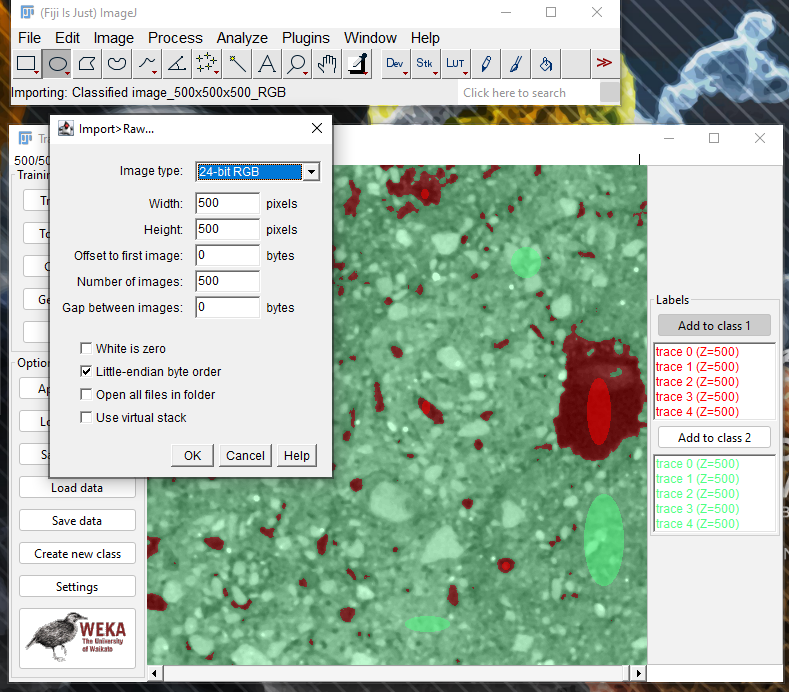 (Fiji Is Just) ImageJ
File Edit Image Process Analyze Plugins Window Help
Dev Stk LUT
Importing: Classified image_500x500x500_RGB
Click here to search
Import>Raw...
500/50
Image type: 24-bit RGB
Width: 500 pixels
Height: 500 pixels
Offset to first image: 0 bytes
Number of images: 500
Gap between images: 0 bytes
White is zero
Little-endian byte order
Open all files in folder
Use virtual stack
OK Cancel Help
Load data
Save data
Create new class
Settings
WEKA
The University
of Waikato
Labels
Add to class 1
trace 0 (Z=500)
trace 1 (Z=500)
trace 2 (Z=500)
trace 3 (Z=500)
trace 4 (Z=500)
Add to class 2
trace 0 (Z=500)
trace 1 (Z=500)
trace 2 (Z=500)
trace 3 (Z=500)
trace 4 (Z=500)